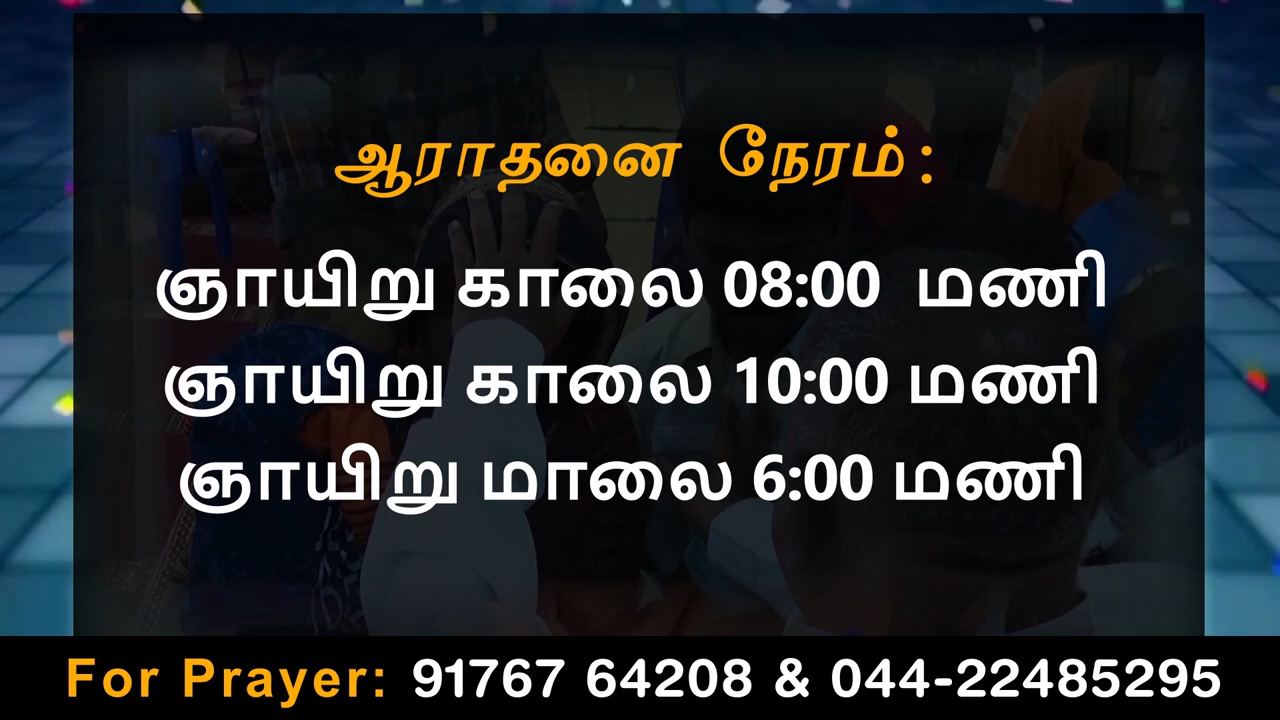 ஆராதனை நேரம்:
ஞாயிறு காலை 08:00 மணி
ஞாயிறு காலை 10:00 மணி
ஞாயிறு மாலை 6:00 மணி
For Prayer: 91767 64208 & 044-22485295